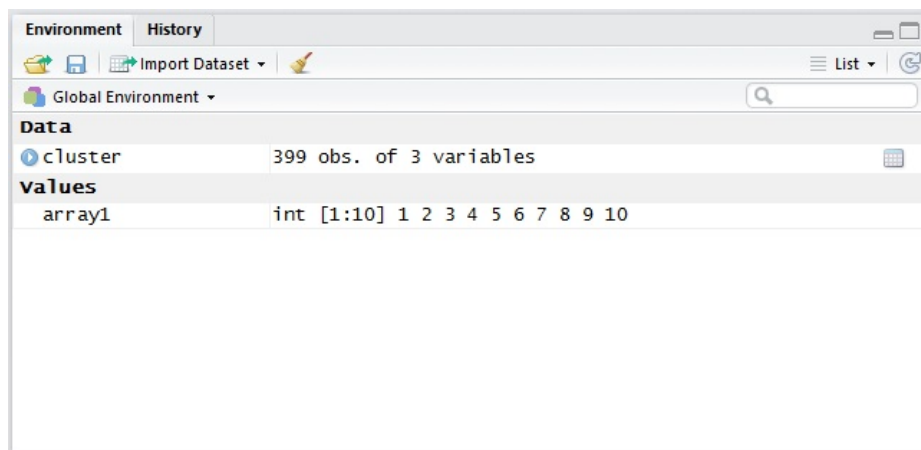 Environment History
Import Dataset List
Global Environment
Data
cluster 399 obs. of 3 variables
Values
array1 int [1:10] 1 2 3 4 5 6 7 8 9 10